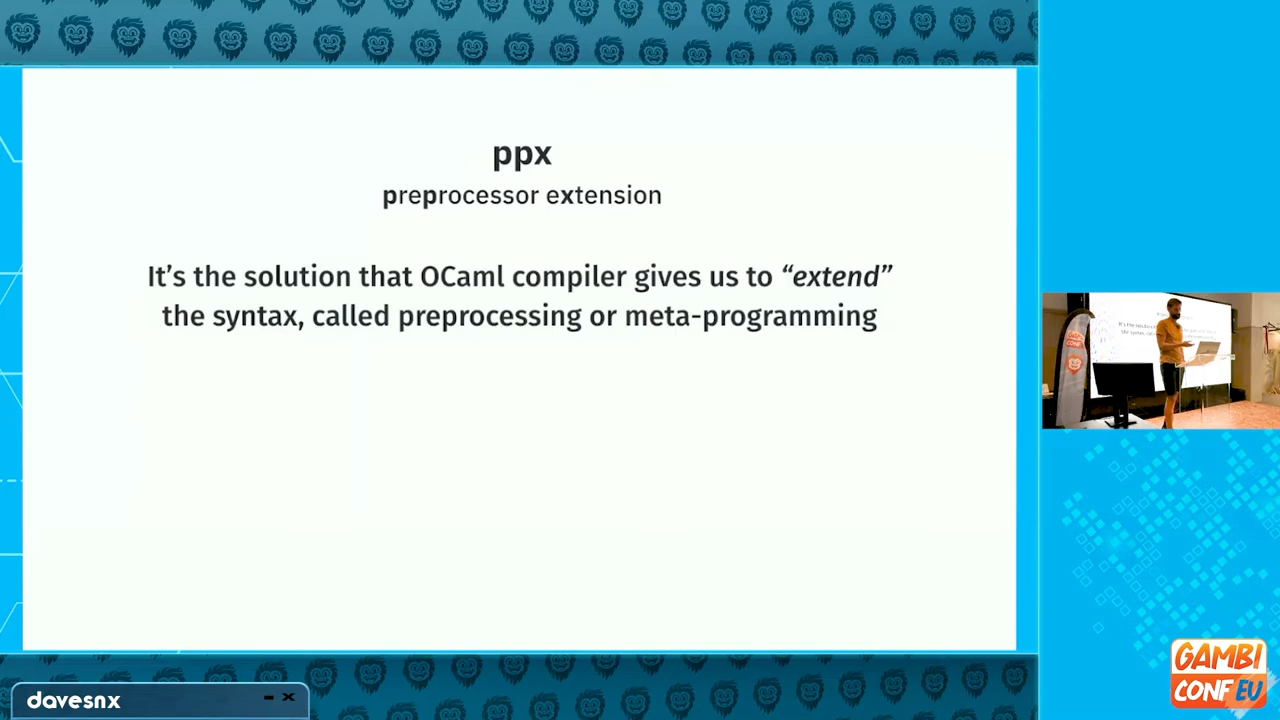 ppx
preprocessor extension
It’s the solution that OCaml compiler gives us to “extend”
the syntax, called preprocessing or meta-programming
davesnx
GAMBI
CONF EU